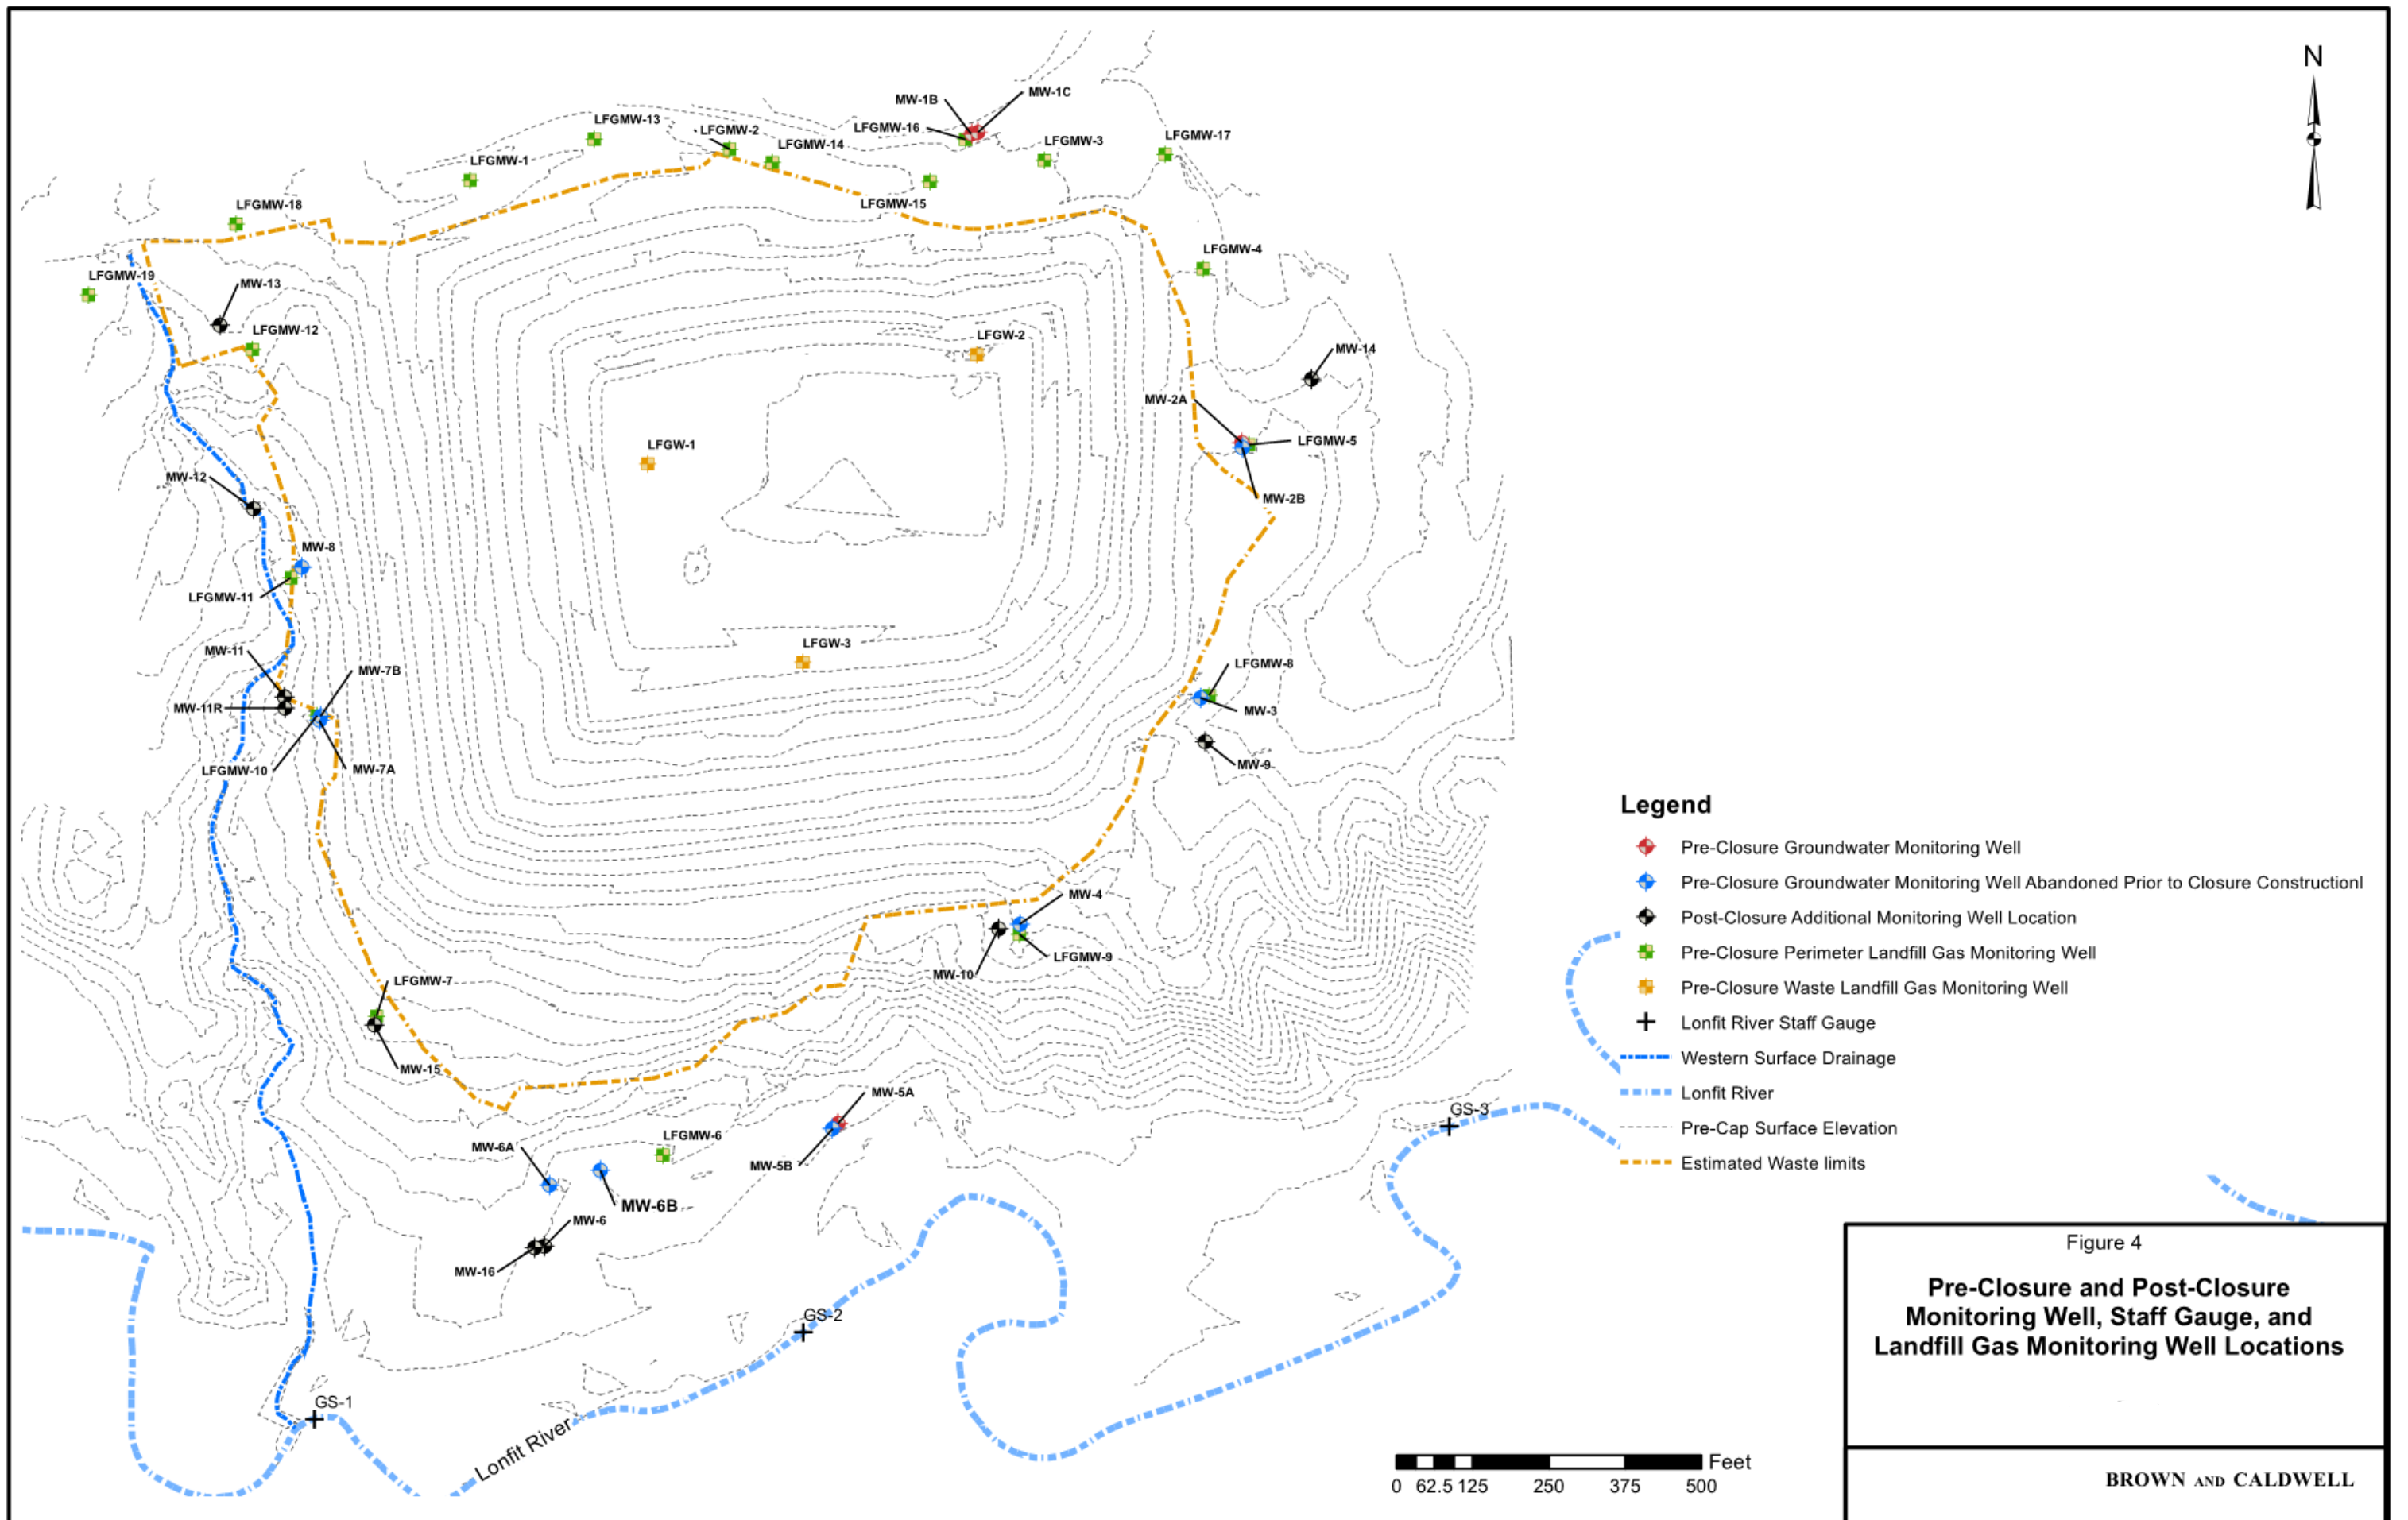 N
MW-1B
MW-1C
LFGMW-13
LFGMW-2
LFGMW-16
LFGMW-14
LFGMW-3
LFGMW-17
LFGMW-1
LFGMW-18
LFGMW-15
LFGMW-4
LFGMW-19
MW-13
LFGMW-12
LFGW-2
MW-14
MW-2A
LFGW-1
LFGMW-5
MW-12
MW-2B
MW-8
LFGMW-11
MW-11
LFGW-3
MW-7B
LFGMW-8
MW-11R
MW-3
LFGMW-10
MW-7A
MW-9
MW-4
LFGMW-9
MW-10
LFGMW-7
MW-15
MW-5A
GS-3
LFGMW-6
MW-6A
MW-5B
MW-6B
MW-6
MW-16
GS-2
GS-1
Lonfit River
Legend
Pre-Closure Groundwater Monitoring Well
Pre-Closure Groundwater Monitoring Well Abandoned Prior to Closure Constructionl
Post-Closure Additional Monitoring Well Location
Pre-Closure Perimeter Landfill Gas Monitoring Well
Pre-Closure Waste Landfill Gas Monitoring Well
Lonfit River Staff Gauge
Western Surface Drainage
Lonfit River
Pre-Cap Surface Elevation
Estimated Waste limits
Feet
0 62.5 125 250 375 500
Figure 4
Pre-Closure and Post-Closure
Monitoring Well, Staff Gauge, and
Landfill Gas Monitoring Well Locations
BROWN AND CALDWELL